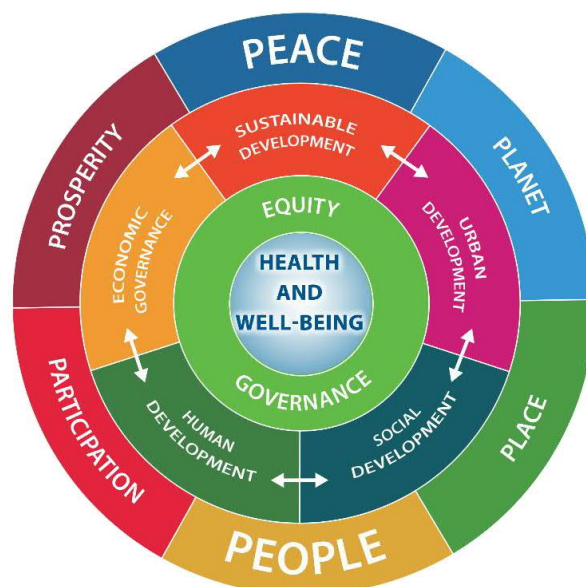 PEACE
PLANET
PLACE
PEOPLE
PARTICIPATION
PROSPERITY
SUSTAINABLE
DEVELOPMENT
URBAN
DEVELOPMENT
SOCIAL
DEVELOPMENT
HUMAN
DEVELOPMENT
ECONOMIC
GOVERNANCE
EQUITY
GOVERNANCE
HEALTH
AND
WELL-BEING